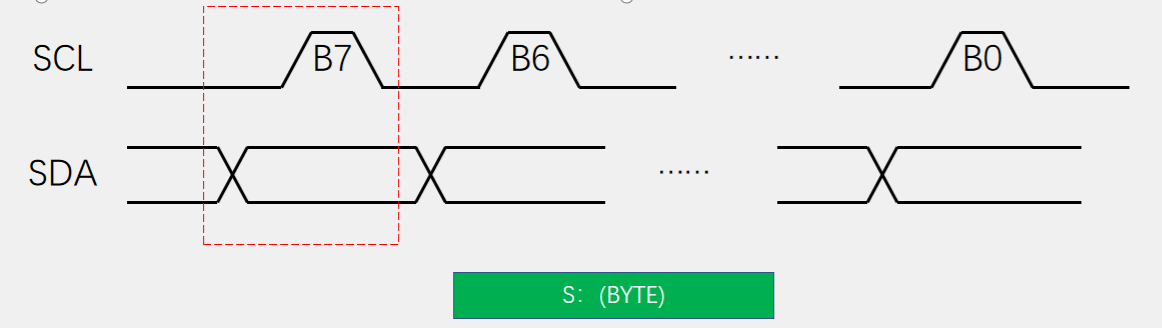 SCL B7 B6 …… B0
SDA ……
S：(BYTE)